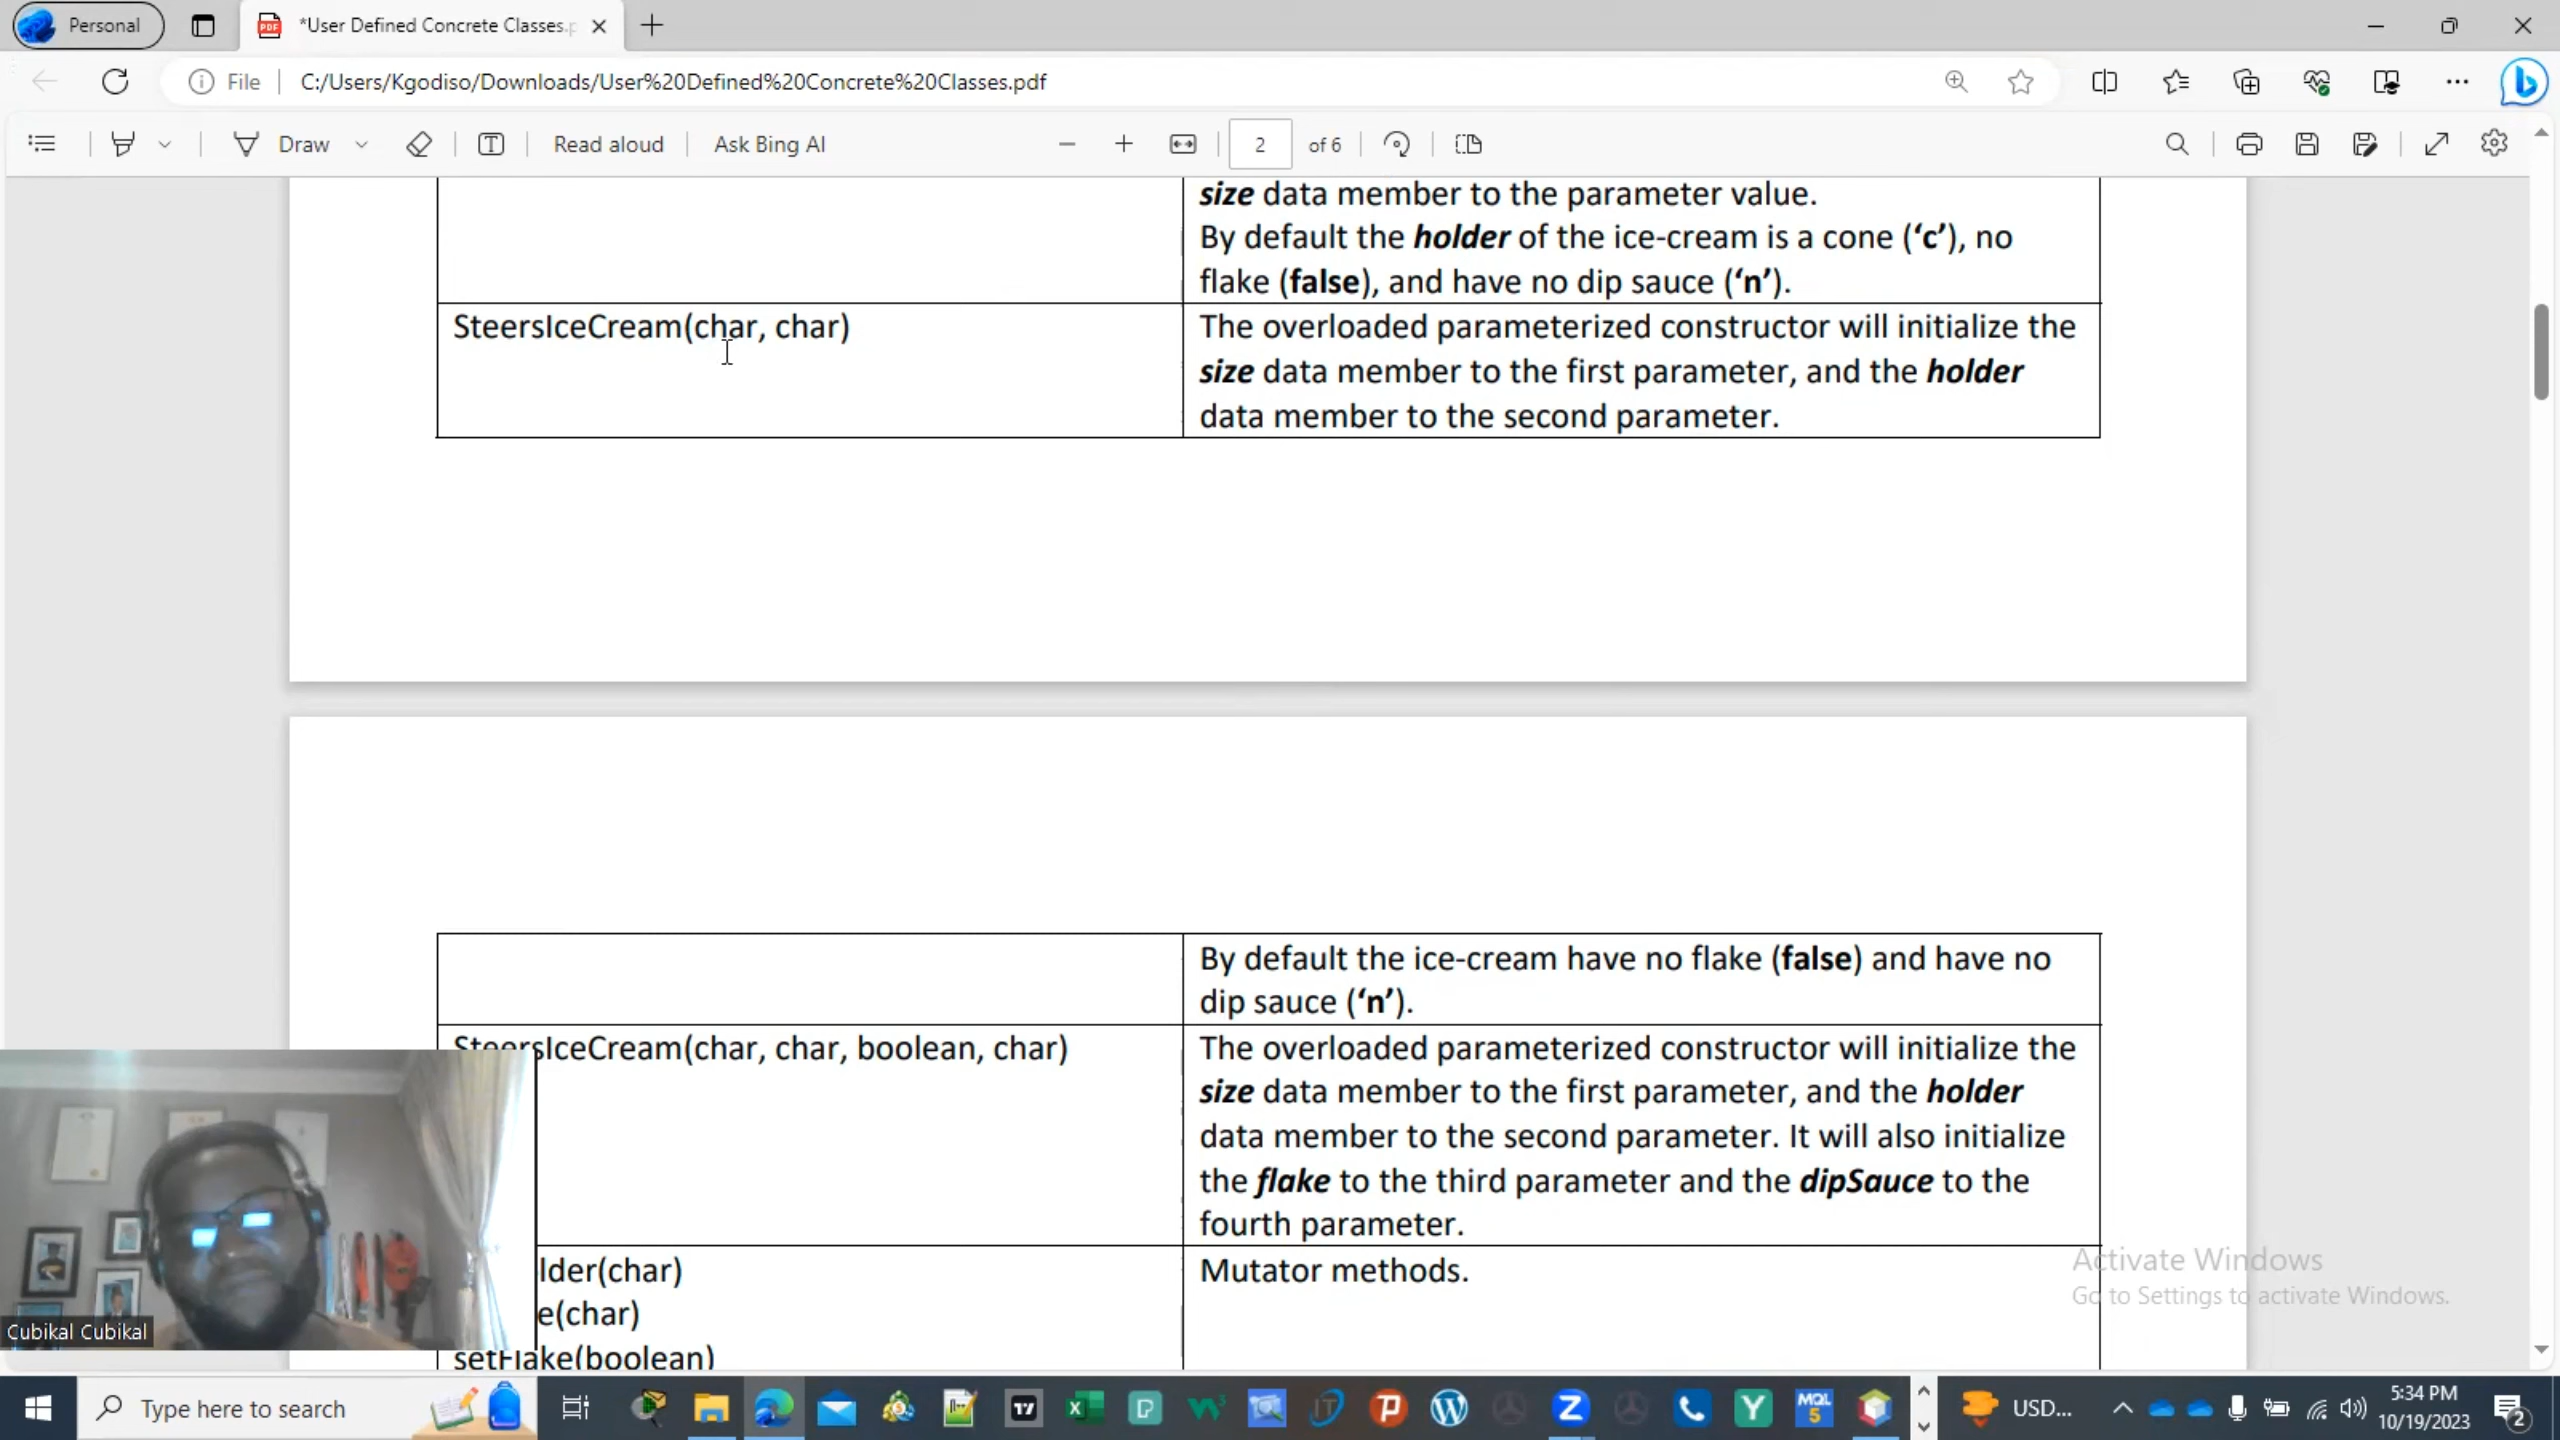 Personal
*User Defined Concrete Classes.p
File
C:/Users/Kgodiso/Downloads/User%20Defined%20Concrete%20Classes.pdf
Draw
Read aloud
Ask Bing AI
2
of 6
size data member to the parameter value.
By default the holder of the ice-cream is a cone (‘c’), no
flake (false), and have no dip sauce (‘n’).
SteersIceCream(char, char)
The overloaded parameterized constructor will initialize the
size data member to the first parameter, and the holder
data member to the second parameter.
By default the ice-cream have no flake (false) and have no
dip sauce (‘n’).
SteersIceCream(char, char, boolean, char)
The overloaded parameterized constructor will initialize the
size data member to the first parameter, and the holder
data member to the second parameter. It will also initialize
the flake to the third parameter and the dipSauce to the
fourth parameter.
lder(char)
e(char)
setFlake(boolean)
Mutator methods.
Activate Windows
Go to Settings to activate Windows.
Cubikal Cubikal
Type here to search
USD...
5:34 PM
10/19/2023
2